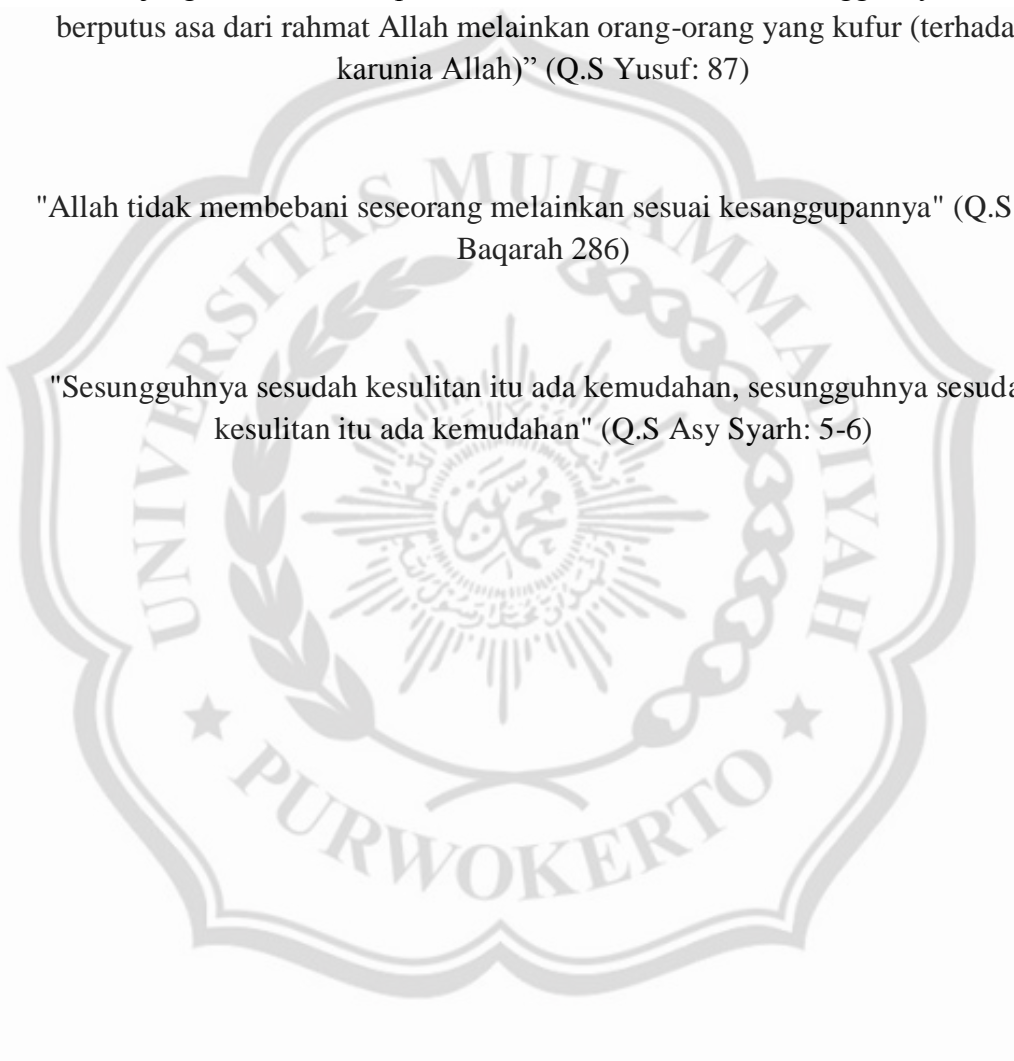 berputus asa dari rahmat Allah melainkan orang-orang yang kufur (terhada
karunia Allah)” (Q.S Yusuf: 87)
"Allah tidak membebani seseorang melainkan sesuai kesanggupannya" (Q.S
Baqarah 286)
"Sesungguhnya sesudah kesulitan itu ada kemudahan, sesungguhnya sesuda
kesulitan itu ada kemudahan" (Q.S Asy Syarh: 5-6)
UNIVERSITAS MUHAMMADIYAH
PURWOKERTO
محمدية